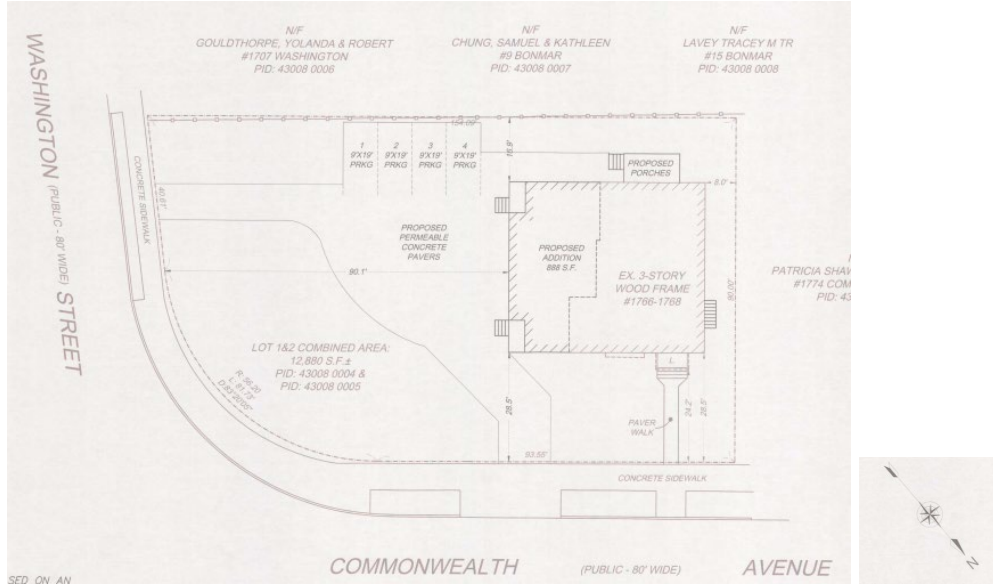 WASHINGTON (PUBLIC - 80' WIDE) STREET
N/F
GOULDTHORPE, YOLANDA & ROBERT
#1707 WASHINGTON
PID: 43008 0006
N/F
CHUNG, SAMUEL & KATHLEEN
#9 BONMAR
PID: 43008 0007
N/F
LAVEY TRACEY M TR
#15 BONMAR
PID: 43008 0008
154.09'
1
9'X19'
PRKG
2
9'X19'
PRKG
3
9'X19'
PRKG
4
9'X19'
PRKG
15.9'
PROPOSED
PORCHES
8.0'
CONCRETE SIDEWALK
40.61'
PROPOSED
PERMEABLE
CONCRETE
PAVERS
90.1'
PROPOSED
ADDITION
888 S.F.
EX. 3-STORY
WOOD FRAME
#1766-1768
PATRICIA SHAW
#1774 COM
PID: 43
LOT 1&2 COMBINED AREA:
12,880 S.F.±
PID: 43008 0004 &
PID: 43008 0005
L
PAVER
WALK
24.2'
28.5'
93.55'
CONCRETE SIDEWALK
COMMONWEALTH (PUBLIC - 80' WIDE) AVENUE
SED ON AN
N